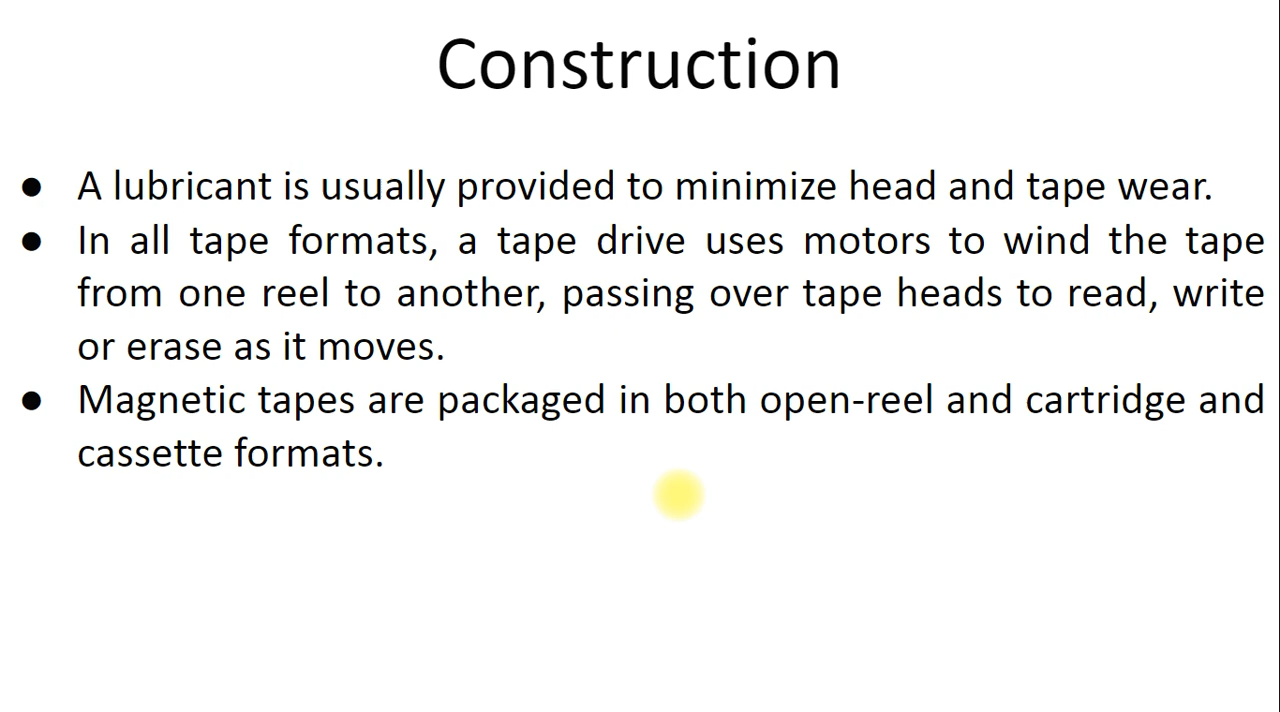 Construction
● A lubricant is usually provided to minimize head and tape wear.
● In all tape formats, a tape drive uses motors to wind the tape
from one reel to another, passing over tape heads to read, write
or erase as it moves.
● Magnetic tapes are packaged in both open-reel and cartridge and
cassette formats.